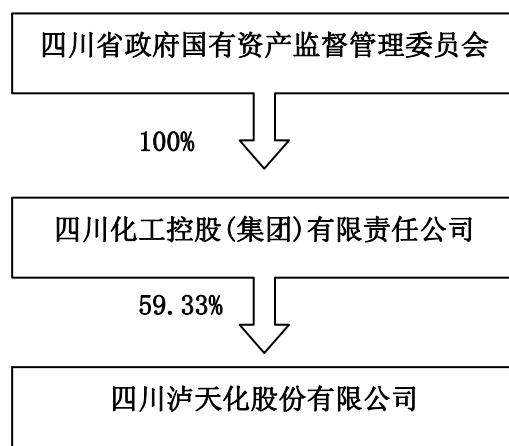 四川省政府国有资产监督管理委员会
100%
四川化工控股(集团)有限责任公司
59.33%
四川泸天化股份有限公司